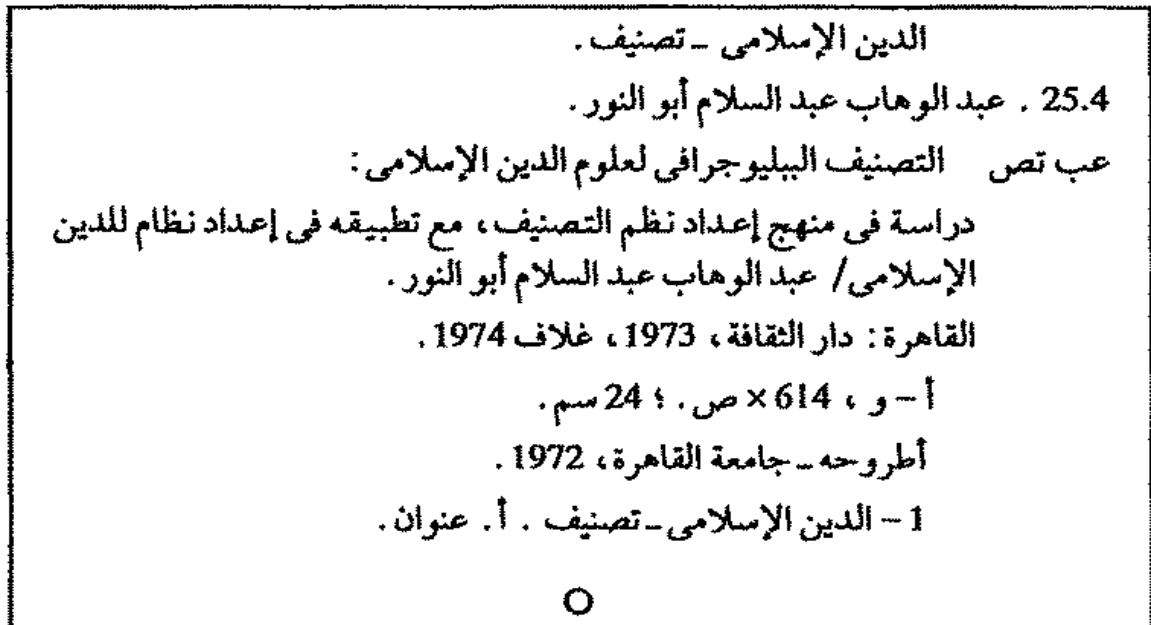 الدين الإسلامى ـ تصنيف .
25.4 . عبد الوهاب عبد السلام أبو النور .
عب تص التصنيف الببليوجرافى لعلوم الدين الإسلامى :
دراسة فى منهج إعداد نظم التصنيف ، مع تطبيقه فى إعداد نظام للدين
الإسلامى / عبد الوهاب عبد السلام أبو النور .
القاهرة : دار الثقافة ، 1973 ، غلاف 1974 .
أ – و ، 614 × ص . ؛ 24 سم .
أطروحه ـ جامعة القاهرة ، 1972 .
1 – الدين الإسلامى ـ تصنيف . أ . عنوان .